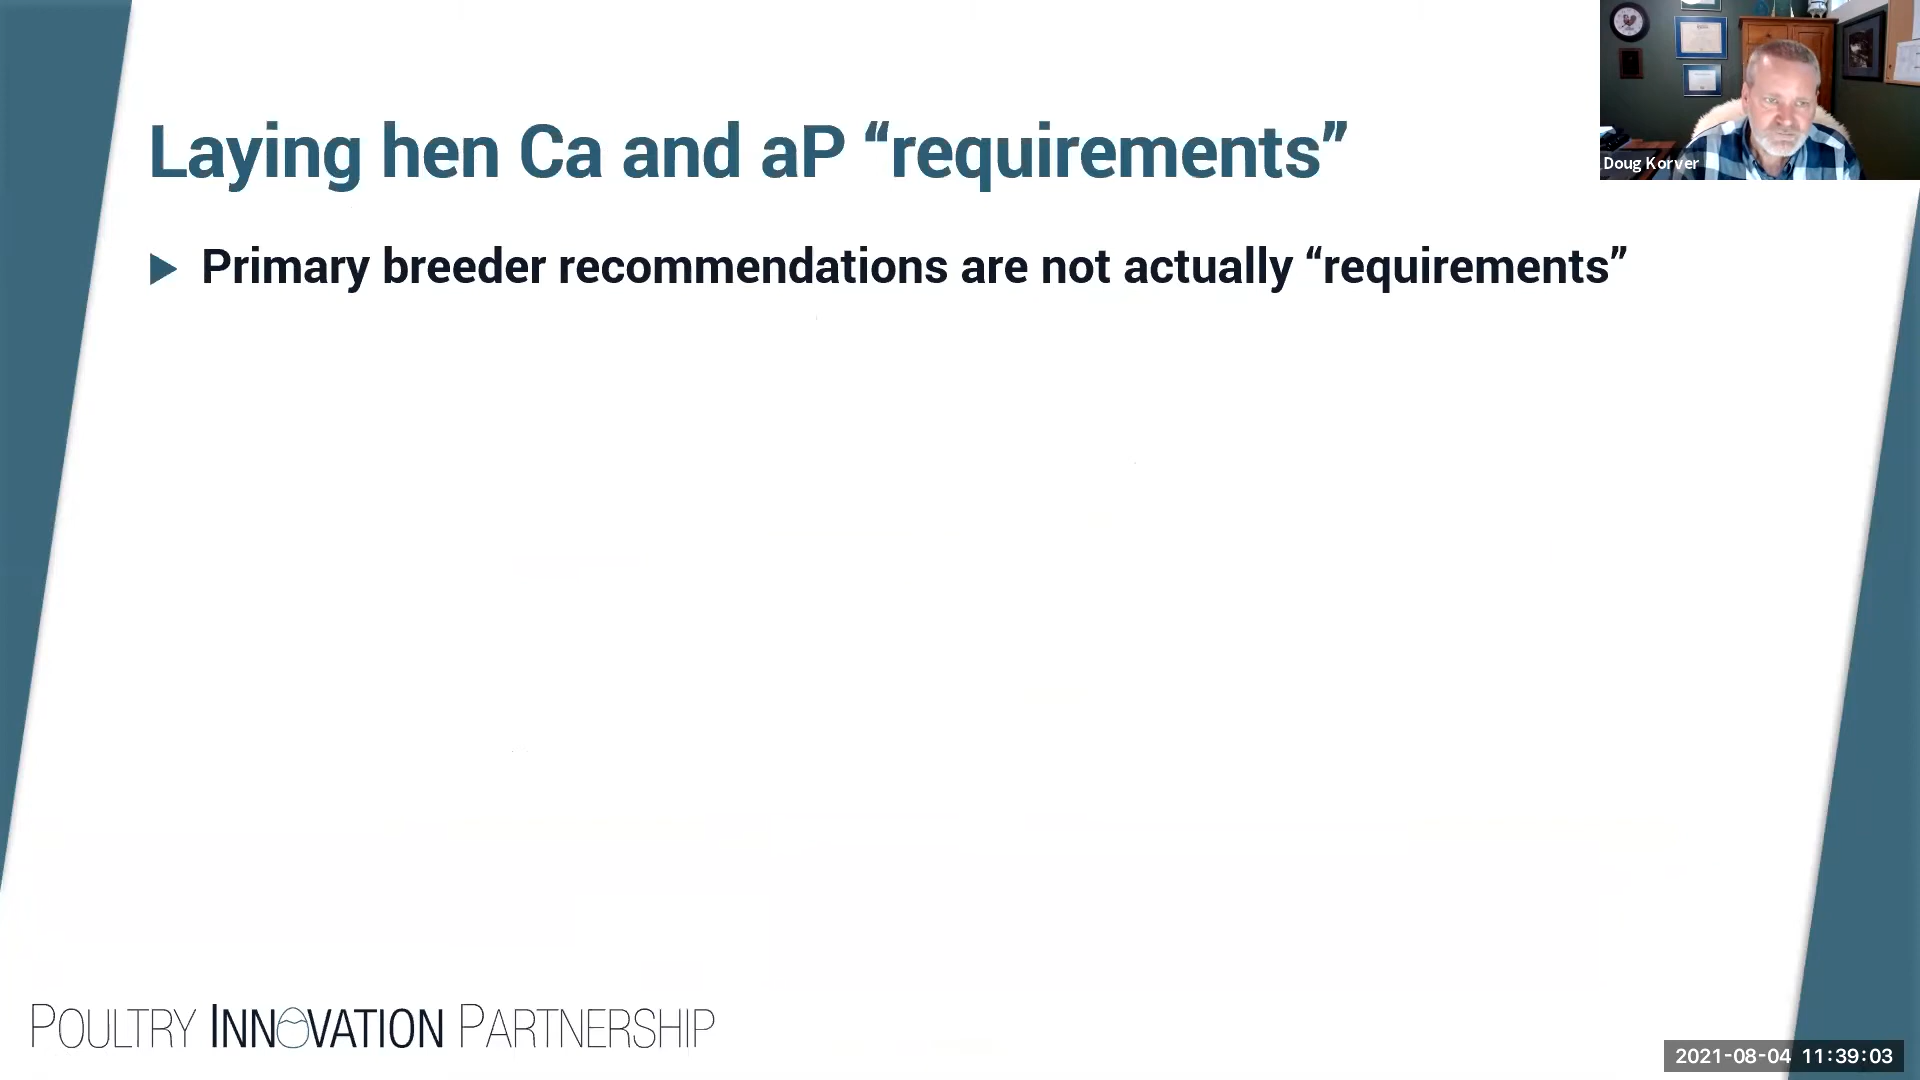 Laying hen Ca and aP “requirements”
Doug Korver
Primary breeder recommendations are not actually “requirements”
POULTRY INNOVATION PARTNERSHIP
2021-08-04 11:39:03